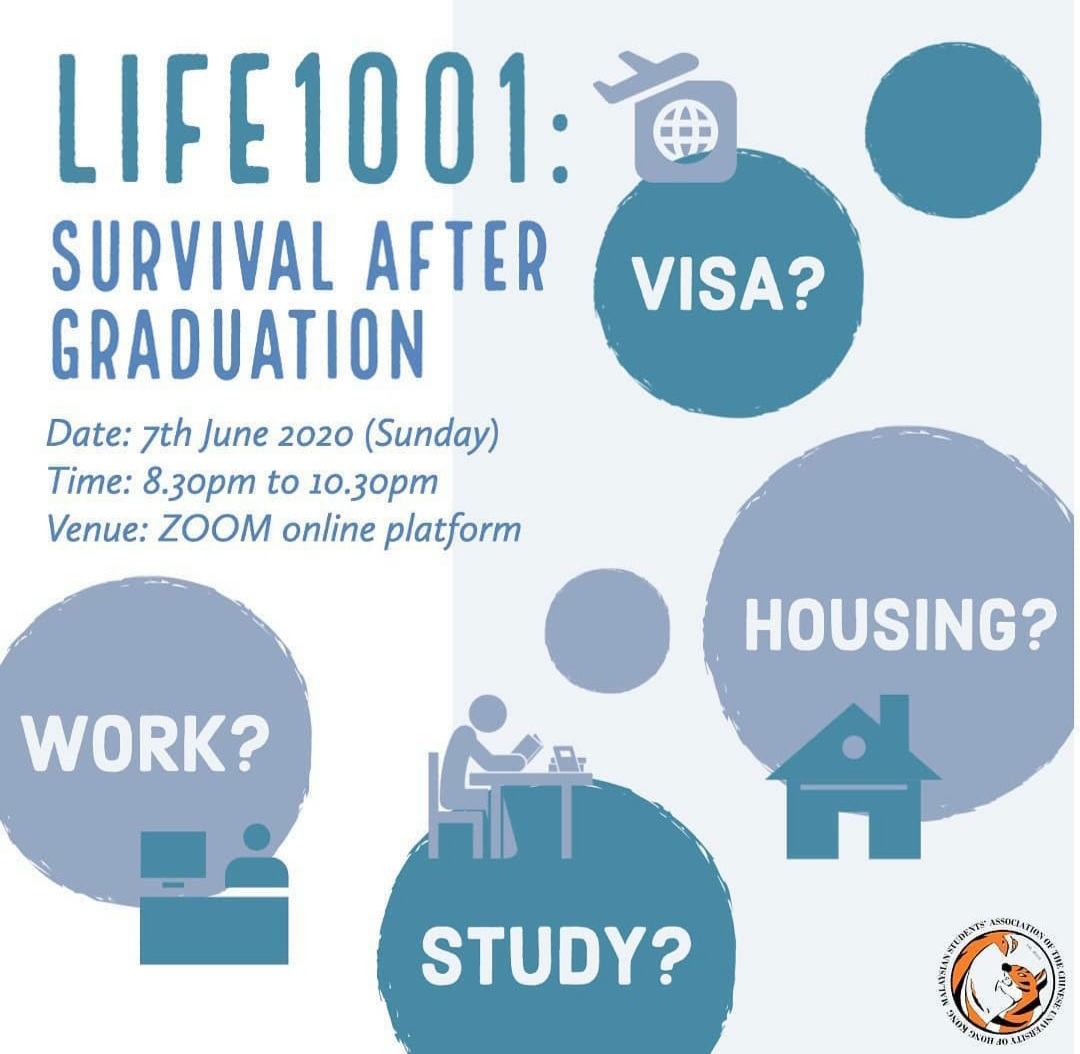 LIFE1001:
SURVIVAL AFTER
GRADUATION
Date: 7th June 2020 (Sunday)
Time: 8.30pm to 10.30pm
Venue: ZOOM online platform
VISA?
HOUSING?
WORK?
STUDY?
MALAYSIAN STUDENTS' ASSOCIATION OF THE CHINESE UNIVERSITY OF HONG KONG